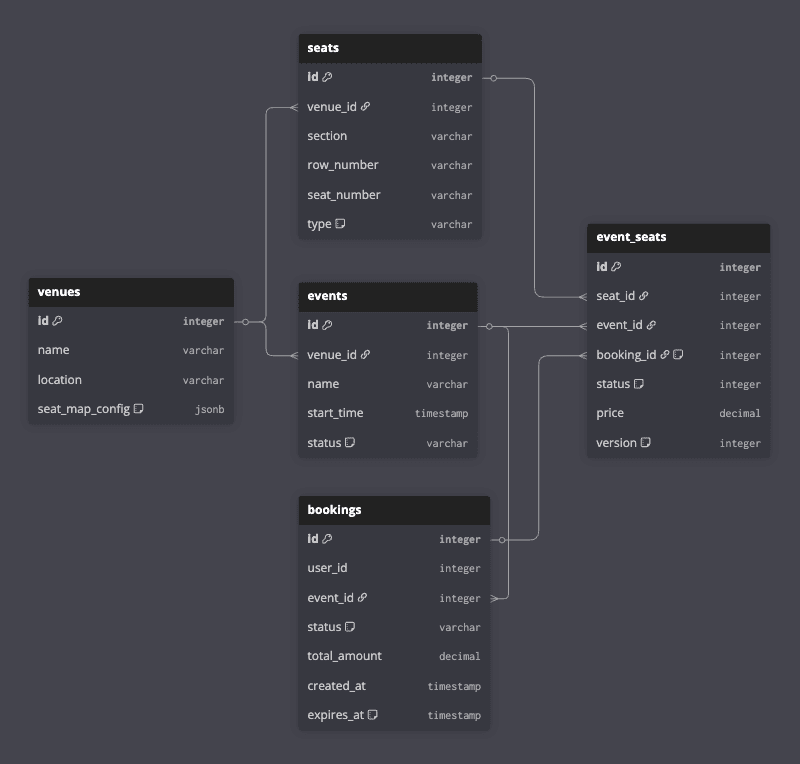 seats
id integer
venue_id integer
section varchar
row_number varchar
seat_number varchar
type varchar
venues
id integer
name varchar
location varchar
seat_map_config jsonb
events
id integer
venue_id integer
name varchar
start_time timestamp
status varchar
event_seats
id integer
seat_id integer
event_id integer
booking_id integer
status integer
price decimal
version integer
bookings
id integer
user_id integer
event_id integer
status varchar
total_amount decimal
created_at timestamp
expires_at timestamp